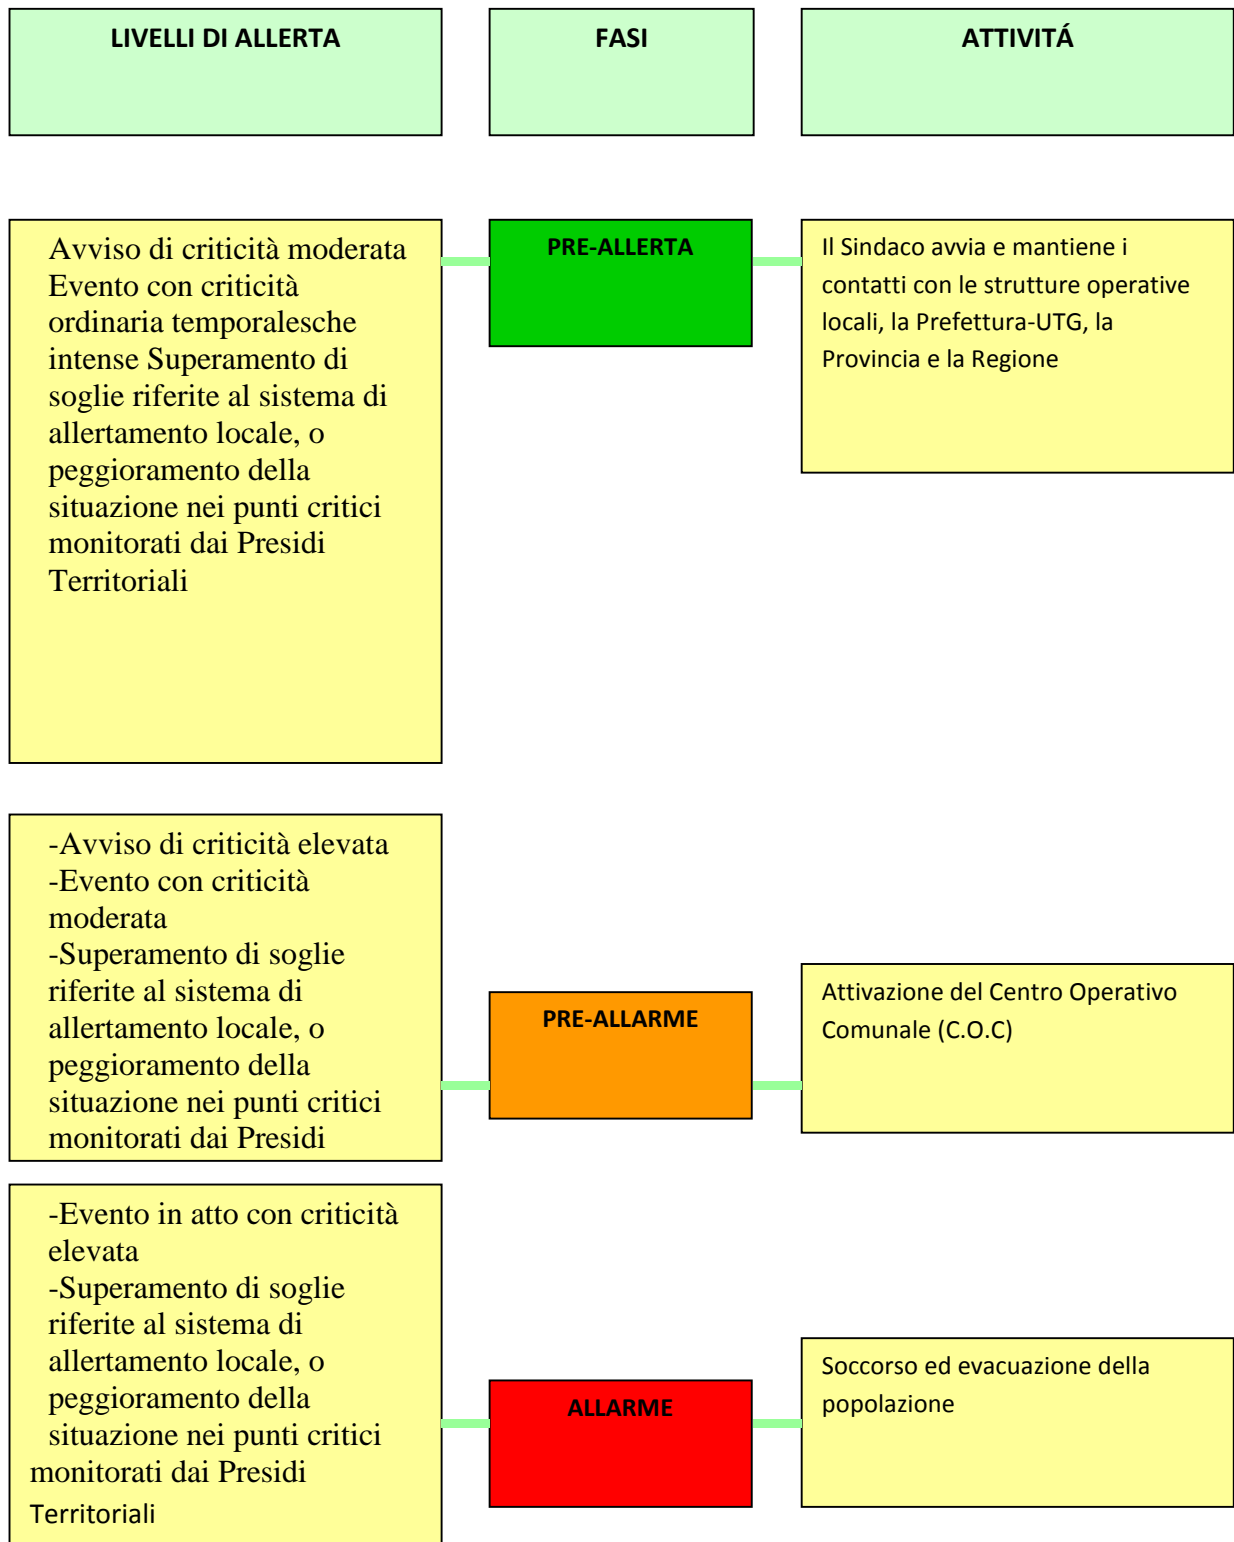 LIVELLI DI ALLERTA
FASI
ATTIVITÁ
Avviso di criticità moderata
Evento con criticità
ordinaria temporalesche
intense Superamento di
soglie riferite al sistema di
allertamento locale, o
peggioramento della
situazione nei punti critici
monitorati dai Presidi
Territoriali
PRE-ALLERTA
Il Sindaco avvia e mantiene i
contatti con le strutture operative
locali, la Prefettura-UTG, la
Provincia e la Regione
-Avviso di criticità elevata
-Evento con criticità
moderata
-Superamento di soglie
riferite al sistema di
allertamento locale, o
peggioramento della
situazione nei punti critici
monitorati dai Presidi
PRE-ALLARME
Attivazione del Centro Operativo
Comunale (C.O.C)
-Evento in atto con criticità
elevata
-Superamento di soglie
riferite al sistema di
allertamento locale, o
peggioramento della
situazione nei punti critici
monitorati dai Presidi
Territoriali
ALLARME
Soccorso ed evacuazione della
popolazione